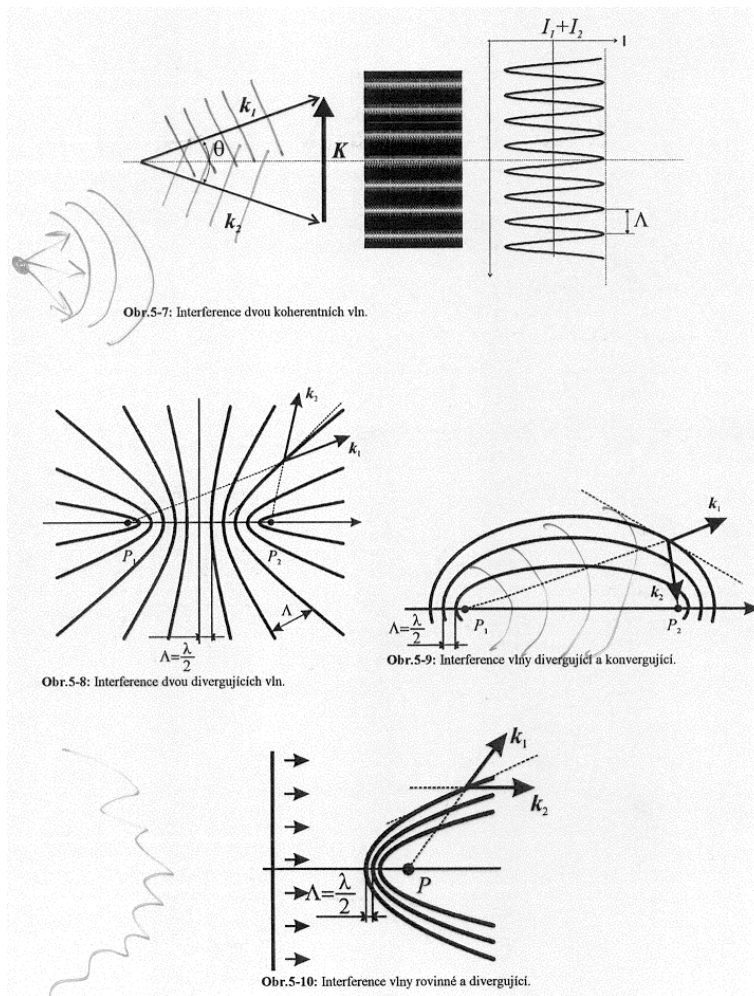 I₁+I₂
I
k₁
θ
K
k₂
Λ
Obr.5-7: Interference dvou koherentních vln.
k₂
k₁
P₁
P₂
Λ
Λ=λ/2
Obr.5-8: Interference dvou divergujících vln.
k₁
k₂
P₁
P₂
Λ=λ/2
Obr.5-9: Interference vlny divergující a konvergující.
k₁
k₂
P
Λ=λ/2
Obr.5-10: Interference vlny rovinné a divergující.